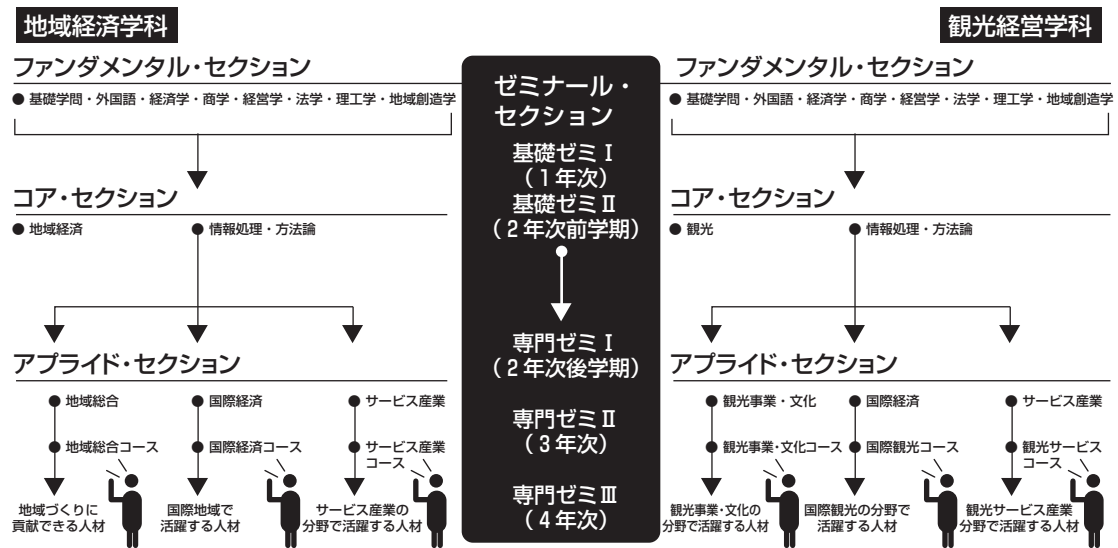 地域経済学科
ファンダメンタル・セクション
● 基礎学問・外国語・経済学・商学・経営学・法学・理工学・地域創造学
コア・セクション
● 地域経済
● 情報処理・方法論
アプライド・セクション
● 地域総合
● 国際経済
● サービス産業
● 地域総合コース
● 国際経済コース
● サービス産業
コース
地域づくりに
貢献できる人材
国際地域で
活躍する人材
サービス産業の
分野で活躍する人材
ゼミナール・
セクション
基礎ゼミⅠ
(1年次)
基礎ゼミⅡ
(2年次前学期)
専門ゼミⅠ
(2年次後学期)
専門ゼミⅡ
(3年次)
専門ゼミⅢ
(4年次)
観光経営学科
ファンダメンタル・セクション
● 基礎学問・外国語・経済学・商学・経営学・法学・理工学・地域創造学
コア・セクション
● 観光
● 情報処理・方法論
アプライド・セクション
● 観光事業・文化
● 国際経済
● サービス産業
● 観光事業・文化コース
● 国際観光コース
● 観光サービス
コース
観光事業・文化の
分野で活躍する人材
国際観光の分野で
活躍する人材
観光サービス産業
分野で活躍する人材